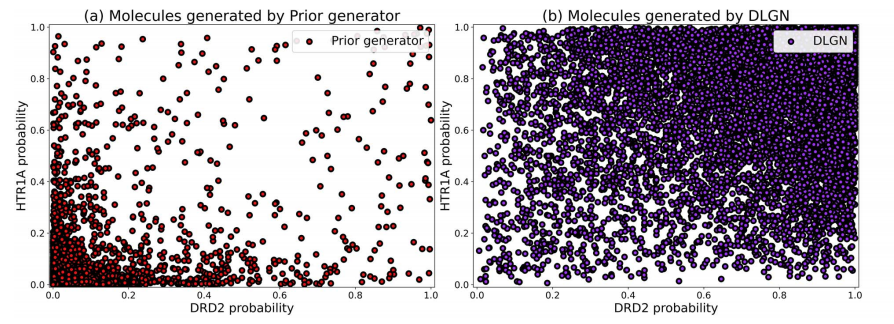 (a) Molecules generated by Prior generator
Prior generator
1.0
0.8
0.6
0.4
0.2
0.0
HTR1A probability
0.0 0.2 0.4 0.6 0.8 1.0
DRD2 probability
(b) Molecules generated by DLGN
DLGN
1.0
0.8
0.6
0.4
0.2
0.0
HTR1A probability
0.0 0.2 0.4 0.6 0.8 1.0
DRD2 probability